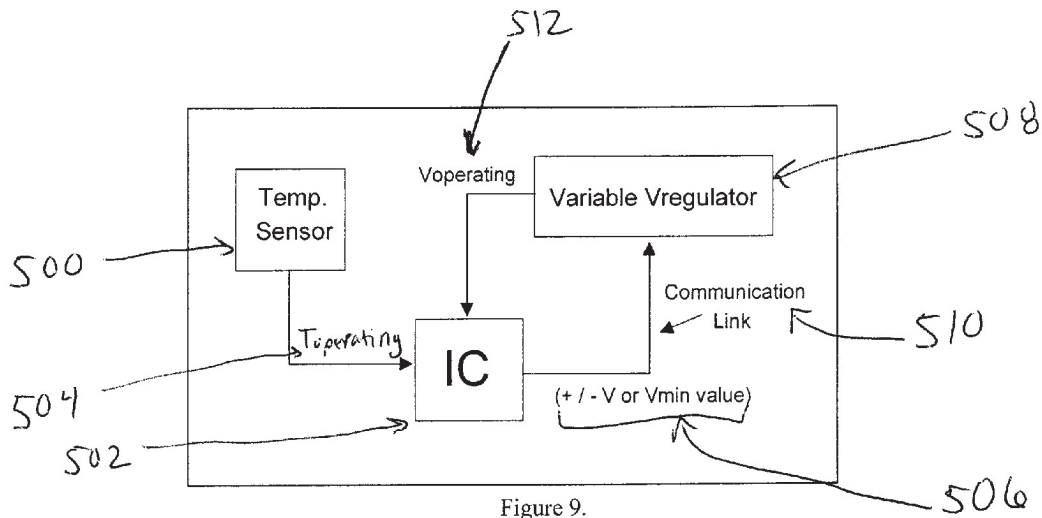 512
508
Voperating
Temp.
Sensor
Variable Vregulator
500
Communication
Link
510
Toperating
IC
504
(+ / - V or Vmin value)
502
506
Figure 9.